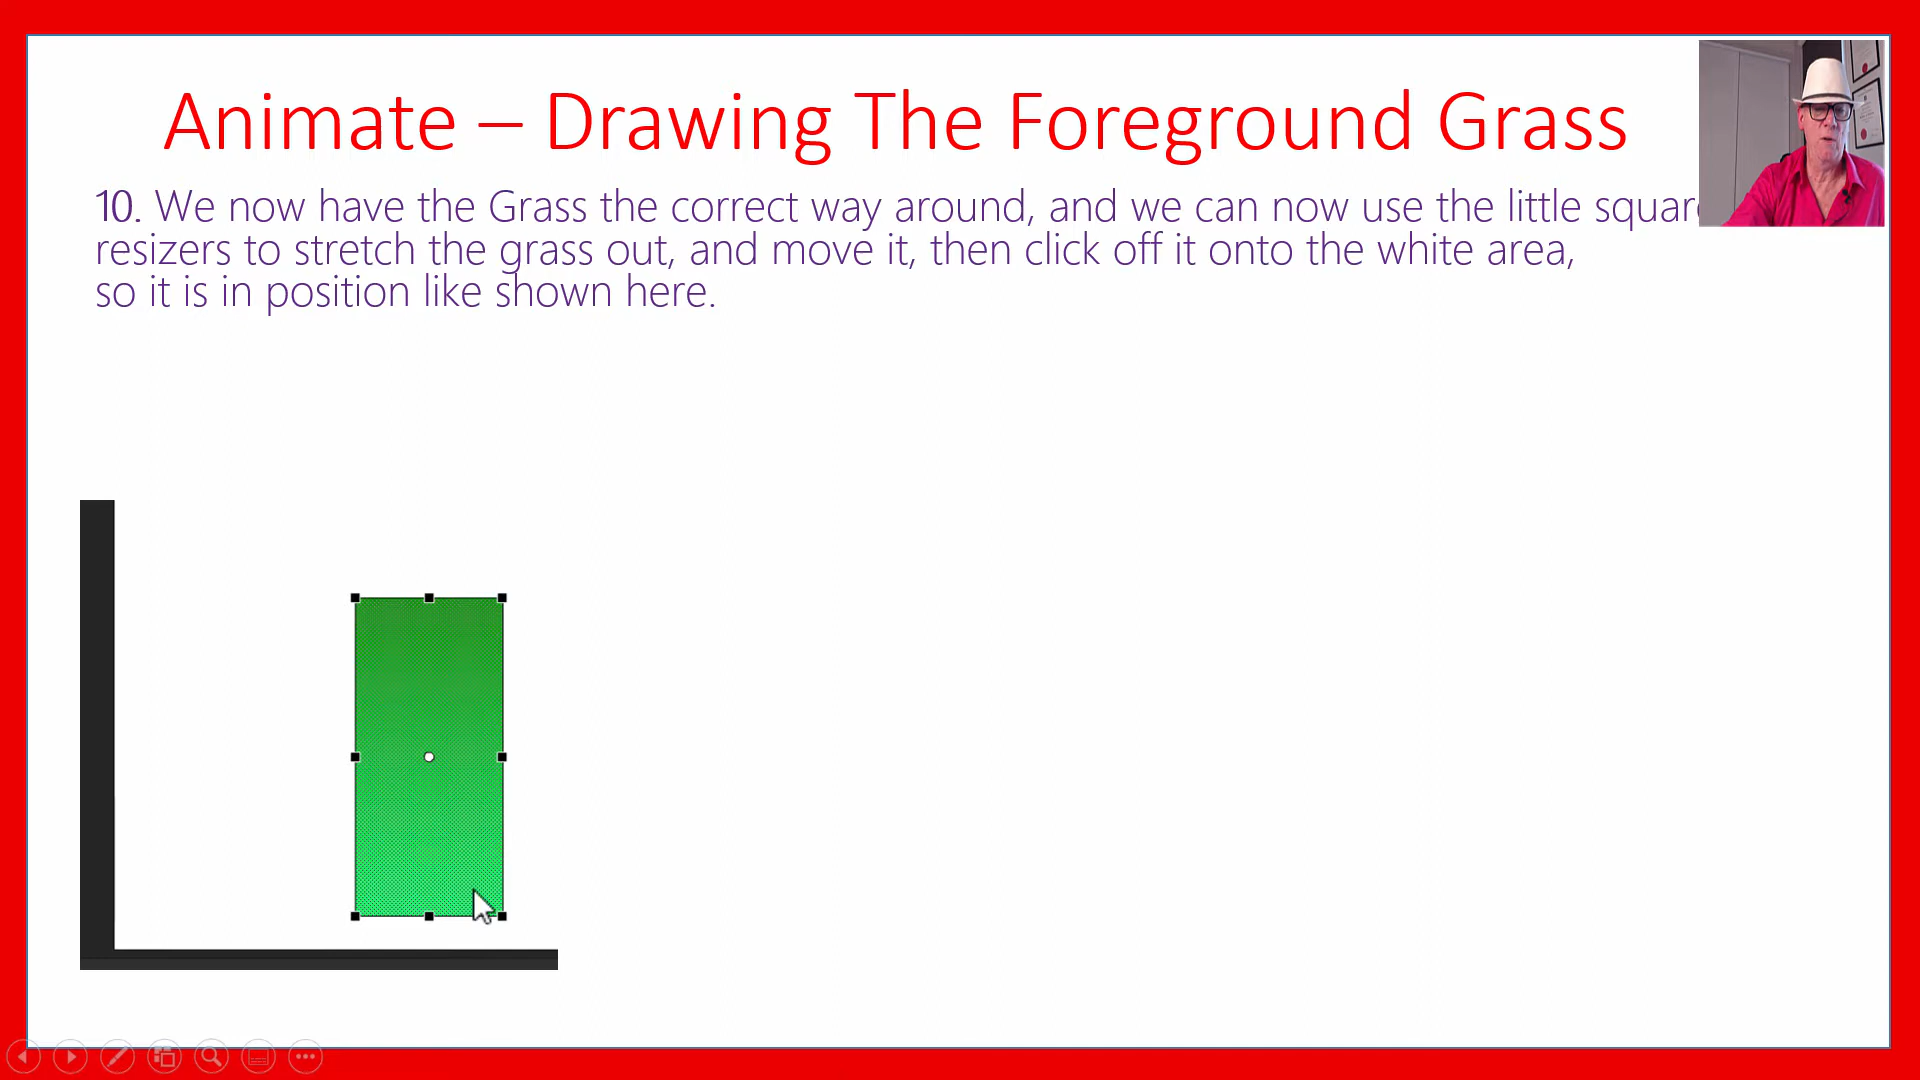 Animate – Drawing The Foreground Grass
10. We now have the Grass the correct way around, and we can now use the little
resizers to stretch the grass out, and move it, then click off it onto the white area,
so it is in position like shown here.